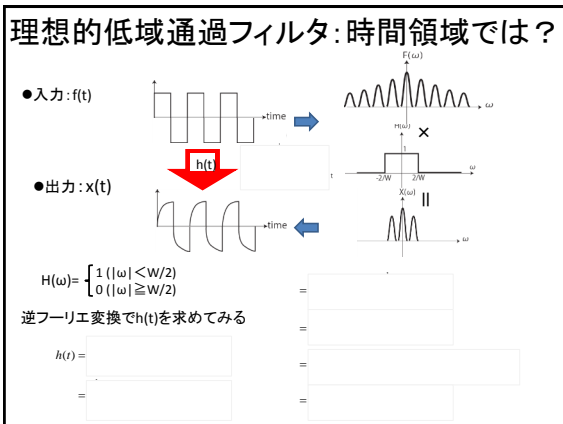 理想的低域通過フィルタ:時間領域では？
F(ω)
●入力:f(t)
time
ω
H(ω)
×
1
h(t)
ω
t
-2/W 2/W
●出力:x(t)
X(ω)
=
time
ω
H(ω)= 1 (|ω|<W/2)
0 (|ω|≧W/2)
=
逆フーリエ変換でh(t)を求めてみる
=
h(t) =
=
=
=